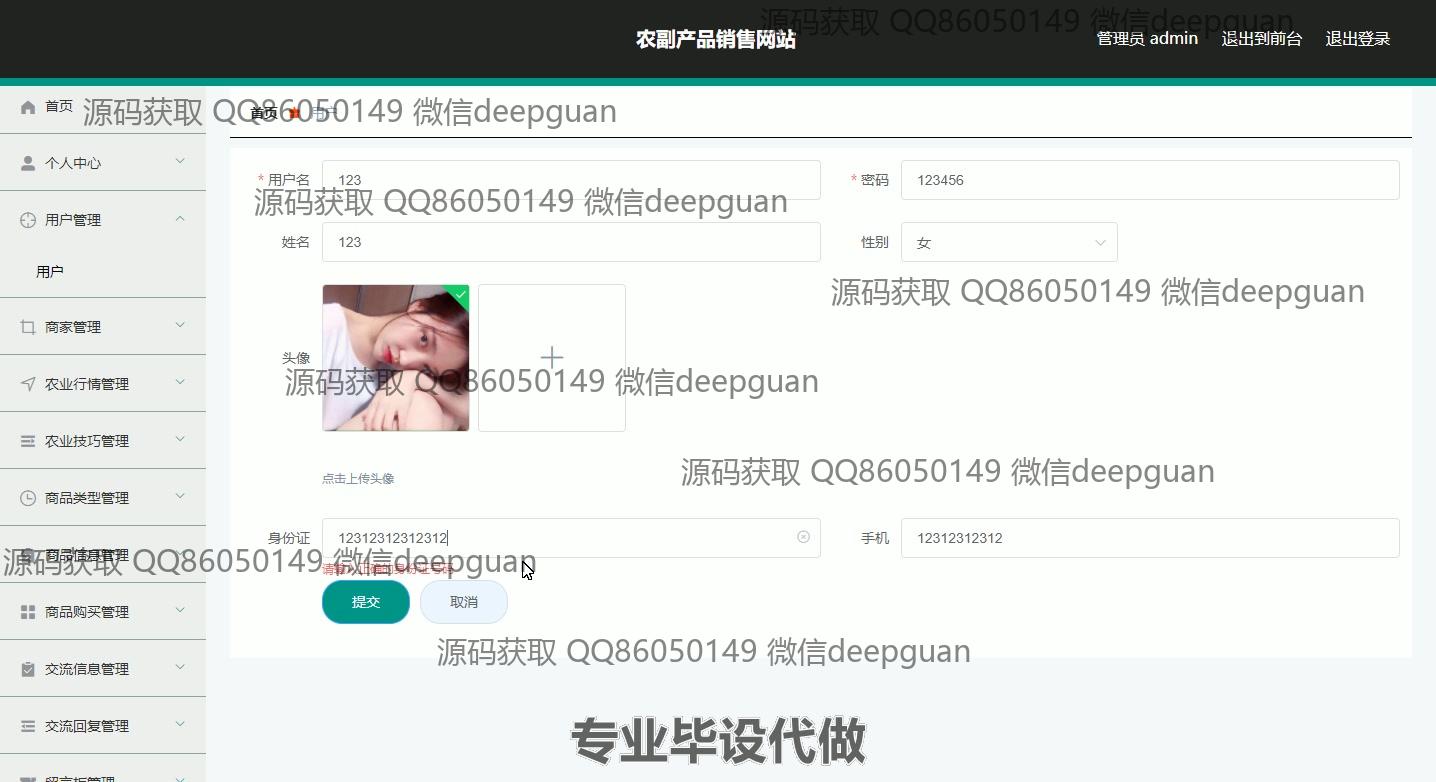 源码获取 QQ86050149 微信deepguan
农副产品销售网站
管理员 admin 退出到前台 退出登录
首页
源码获取 QQ86050149 微信deepguan
首页 用户
个人中心
* 用户名 123
* 密码 123456
源码获取 QQ86050149 微信deepguan
用户管理
姓名 123
性别 女
用户
源码获取 QQ86050149 微信deepguan
商家管理
头像
农业行情管理
源码获取 QQ86050149 微信deepguan
农业技巧管理
点击上传头像
源码获取 QQ86050149 微信deepguan
商品类型管理
身份证 12312312312312
手机 12312312312
商品信息管理
源码获取 QQ86050149 微信deepguan
请输入正确的身份证号码
提交 取消
商品购买管理
源码获取 QQ86050149 微信deepguan
交流信息管理
交流回复管理
专业毕设代做
留言板管理